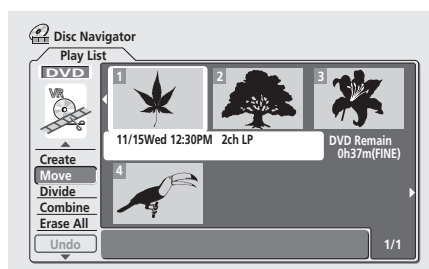 Disc Navigator
Play List
DVD
VR
1
2
3
11/15Wed 12:30PM 2ch LP
DVD Remain
0h37m(FINE)
4
Create
Move
Divide
Combine
Erase All
Undo
1/1